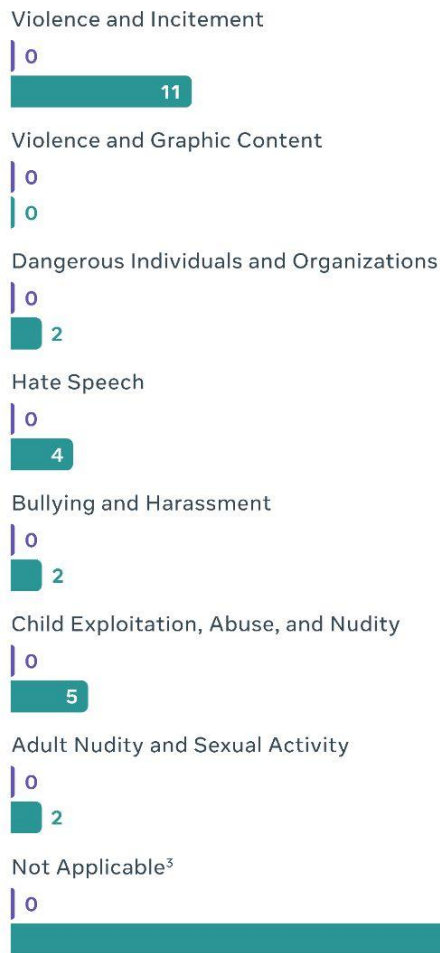 Violence and Incitement
0
11
Violence and Graphic Content
0
0
Dangerous Individuals and Organizations
0
2
Hate Speech
0
4
Bullying and Harassment
0
2
Child Exploitation, Abuse, and Nudity
0
5
Adult Nudity and Sexual Activity
0
2
Not Applicable³
0